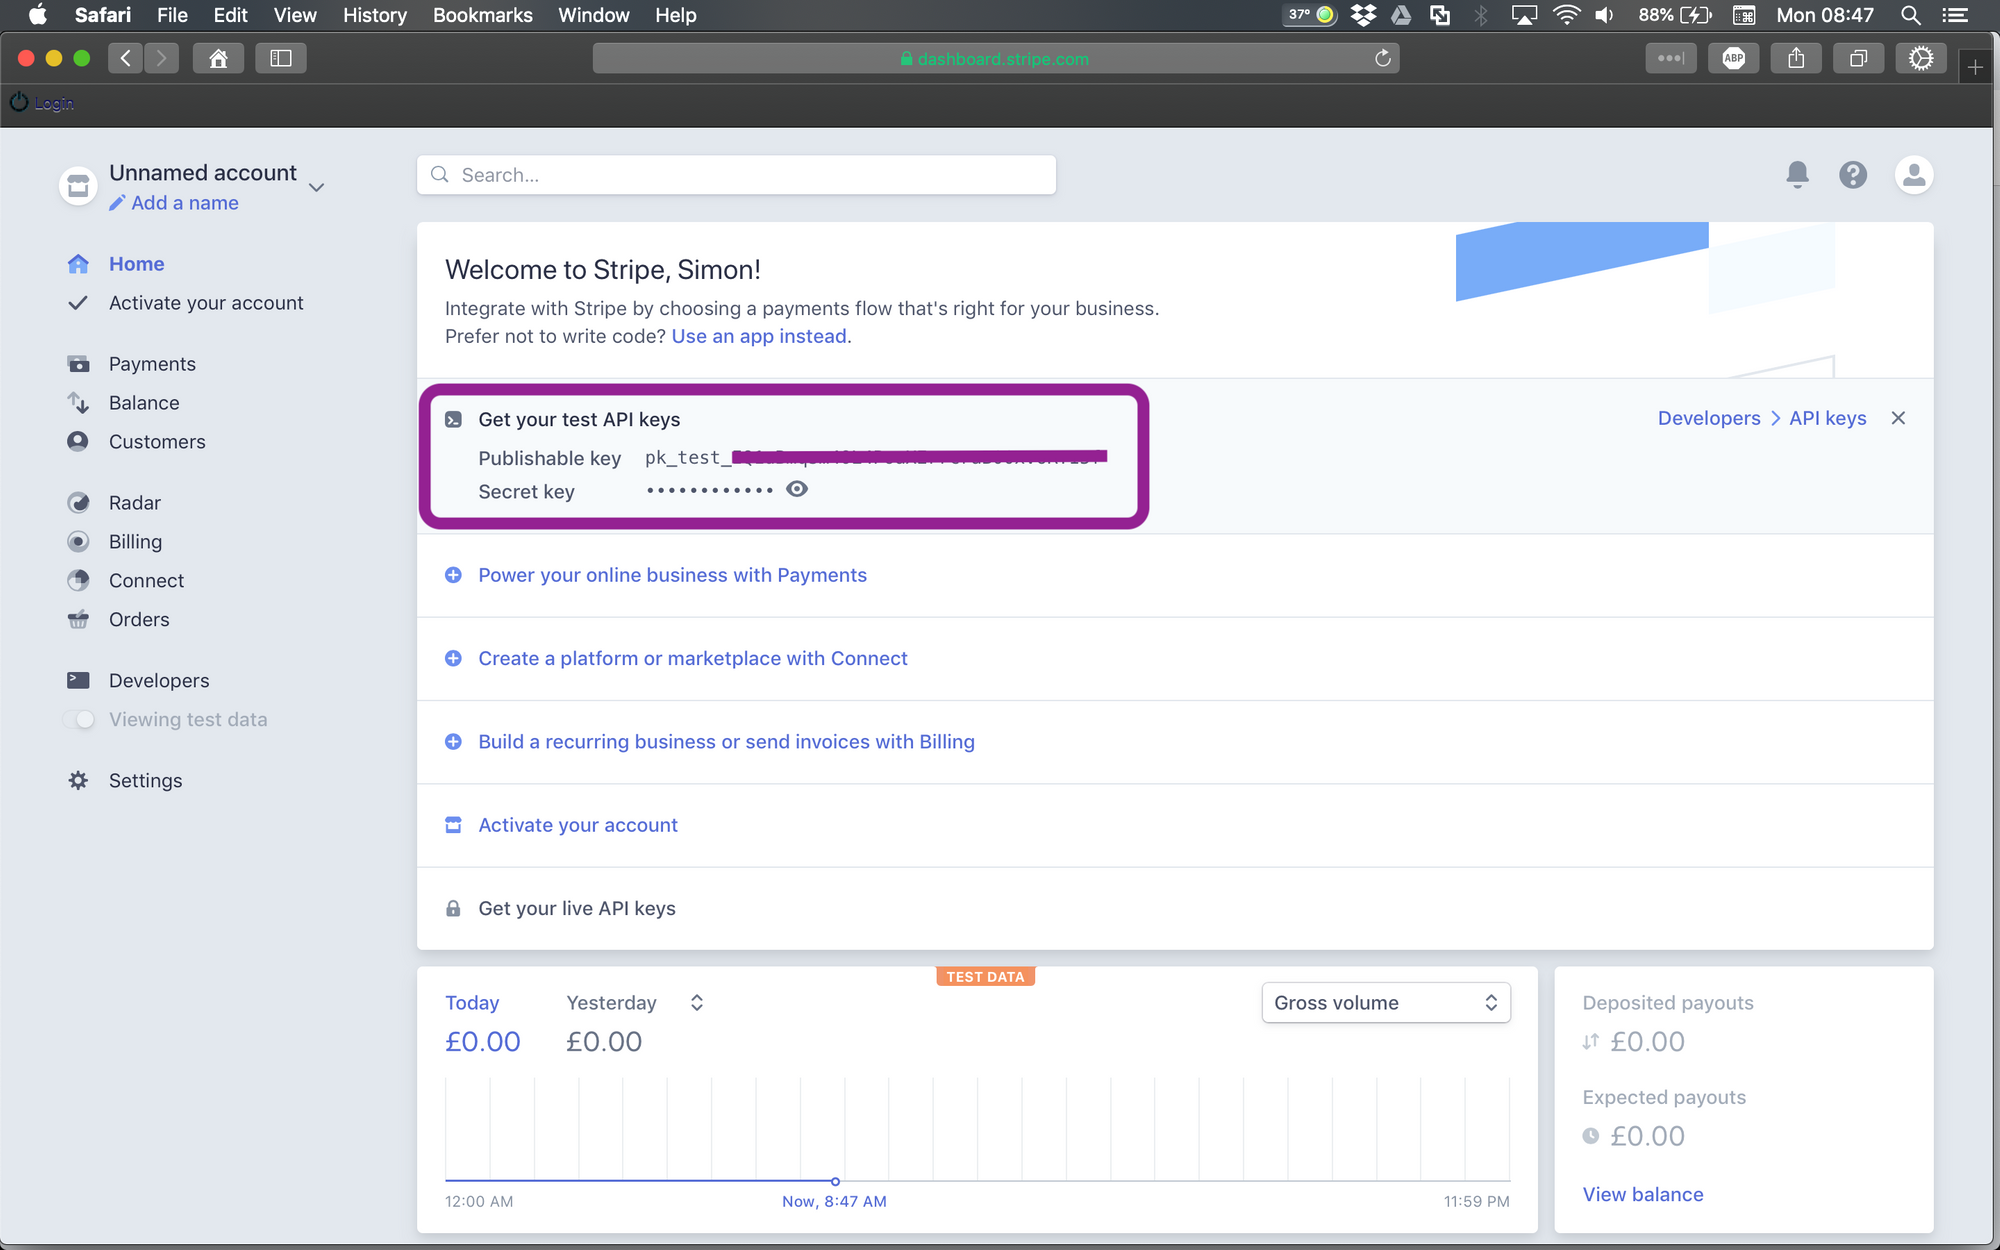 Safari File Edit View History Bookmarks Window Help 37° 88% Mon 08:47
dashboard.stripe.com ABP
Login
Unnamed account
Add a name
Search...
Home
Activate your account
Payments
Balance
Customers
Radar
Billing
Connect
Orders
Developers
Viewing test data
Settings
Welcome to Stripe, Simon!
Integrate with Stripe by choosing a payments flow that's right for your business.
Prefer not to write code? Use an app instead.
Get your test API keys
Developers > API keys
Publishable key pk_test_
Secret key ••••••••••••
Power your online business with Payments
Create a platform or marketplace with Connect
Build a recurring business or send invoices with Billing
Activate your account
Get your live API keys
TEST DATA
Today Yesterday Gross volume
£0.00 £0.00
12:00 AM Now, 8:47 AM 11:59 PM
Deposited payouts
£0.00
Expected payouts
£0.00
View balance